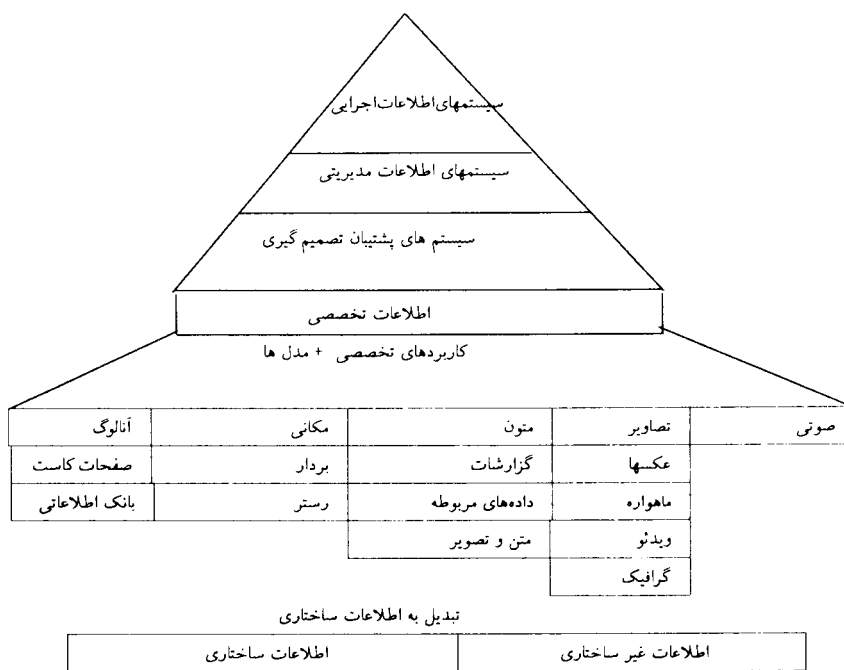 سیستمهای اطلاعات اجرایی
سیستمهای اطلاعات مدیریتی
سیستم های پشتیبان تصمیم گیری
اطلاعات تخصصی
کاربردهای تخصصی + مدل ها
صوتی تصاویر متون مکانی آنالوگ
عکسها گزارشات بردار صفحات کاست
ماهواره داده‌های مربوطه رستر بانک اطلاعاتی
ویدئو متن و تصویر
گرافیک
تبدیل به اطلاعات ساختاری
اطلاعات غیر ساختاری اطلاعات ساختاری